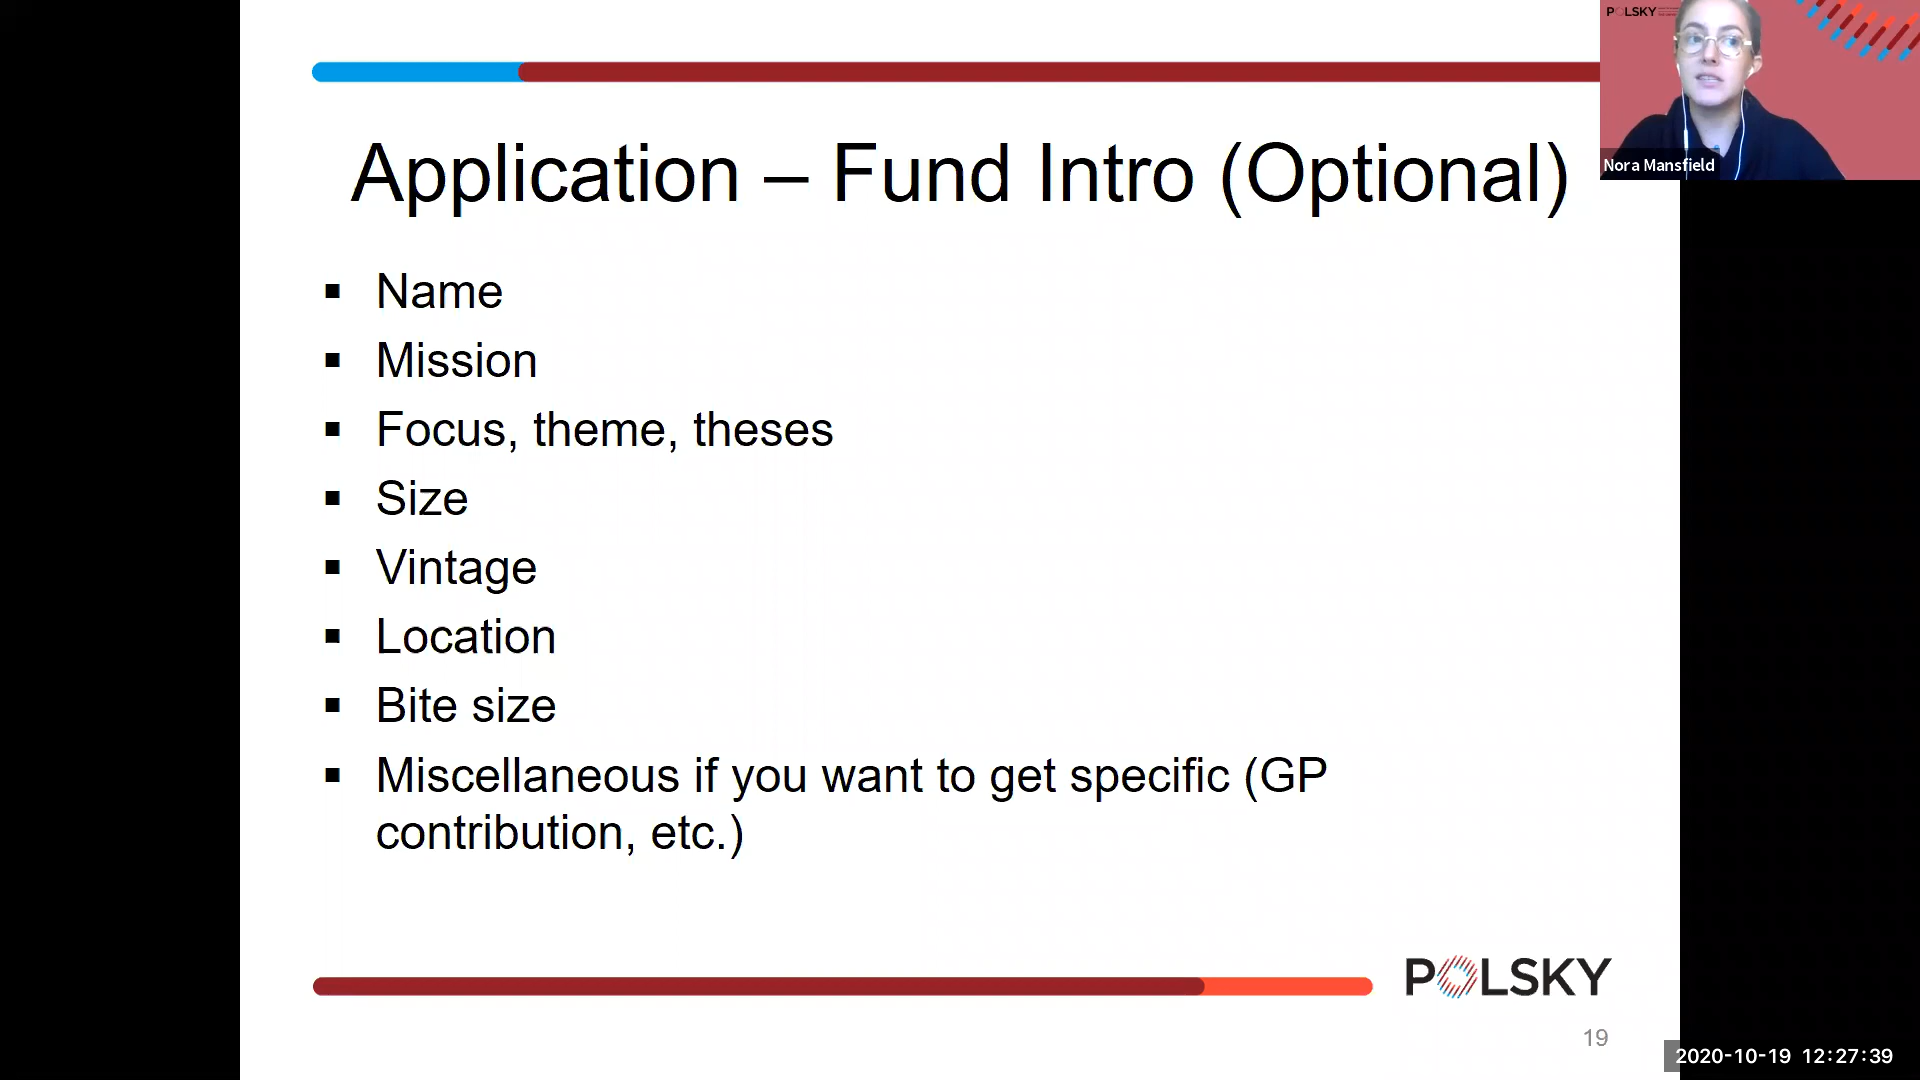 POLSKY
Application – Fund Intro (Optional)
Nora Mansfield
▪ Name
▪ Mission
▪ Focus, theme, theses
▪ Size
▪ Vintage
▪ Location
▪ Bite size
▪ Miscellaneous if you want to get specific (GP
contribution, etc.)
POLSKY
19
2020-10-19 12:27:39